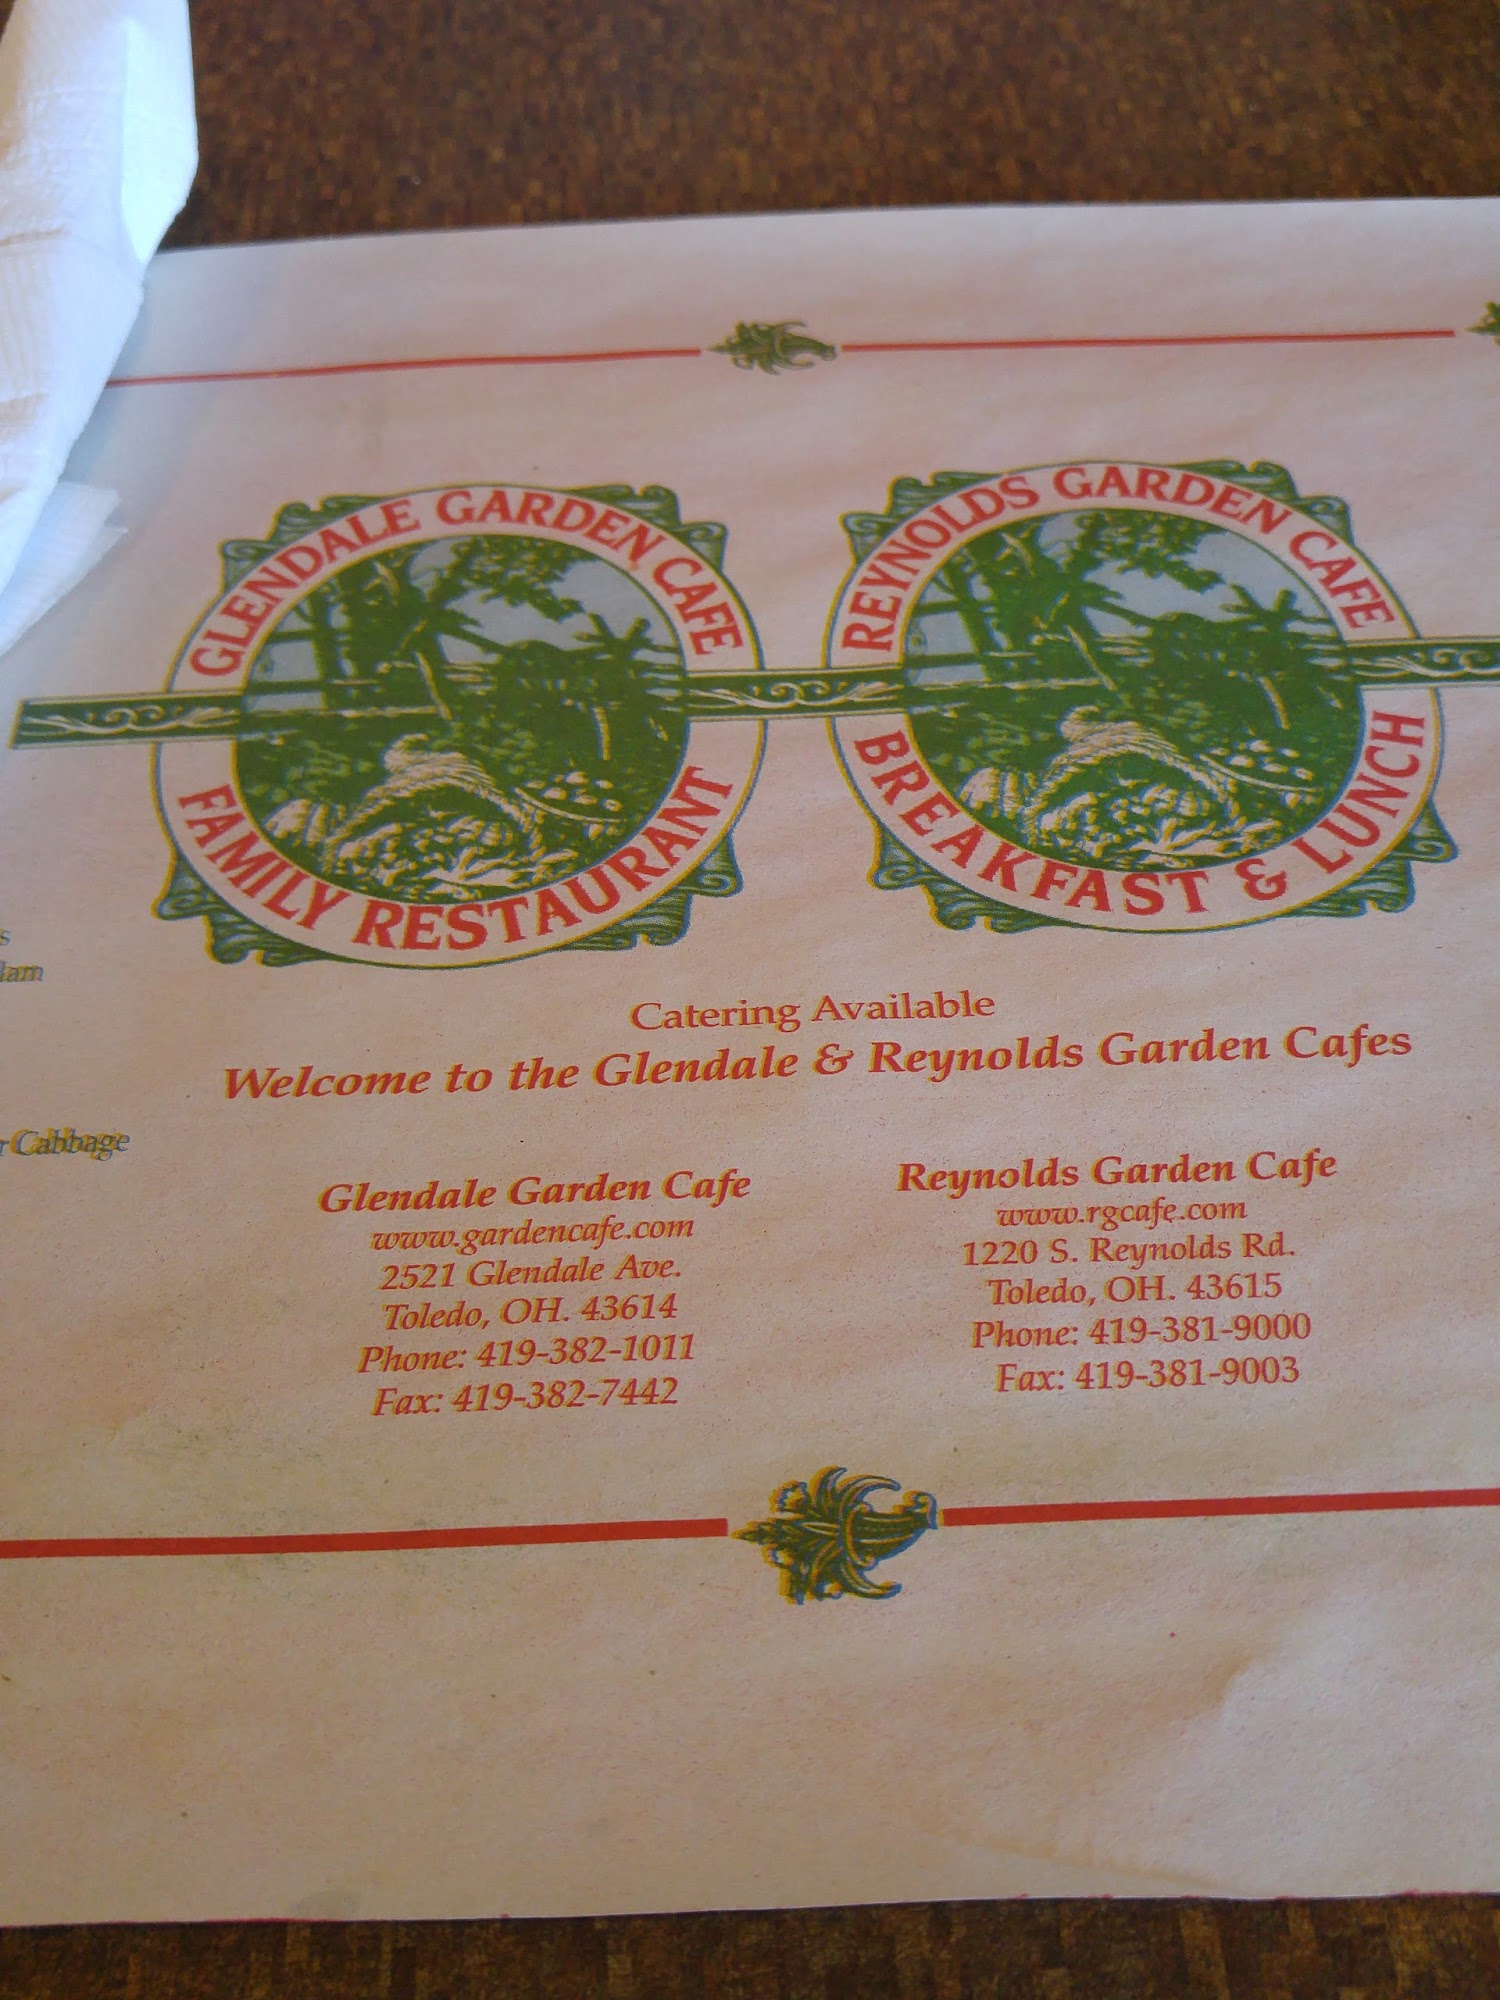 GLENDALE GARDEN CAFE
FAMILY RESTAURANT
REYNOLDS GARDEN CAFE
BREAKFAST & LUNCH
Catering Available
Welcome to the Glendale & Reynolds Garden Cafes
Glendale Garden Cafe
www.gardencafe.com
2521 Glendale Ave.
Toledo, OH. 43614
Phone: 419-382-1011
Fax: 419-382-7442
Reynolds Garden Cafe
www.rgcafe.com
1220 S. Reynolds Rd.
Toledo, OH. 43615
Phone: 419-381-9000
Fax: 419-381-9003
Cabbage